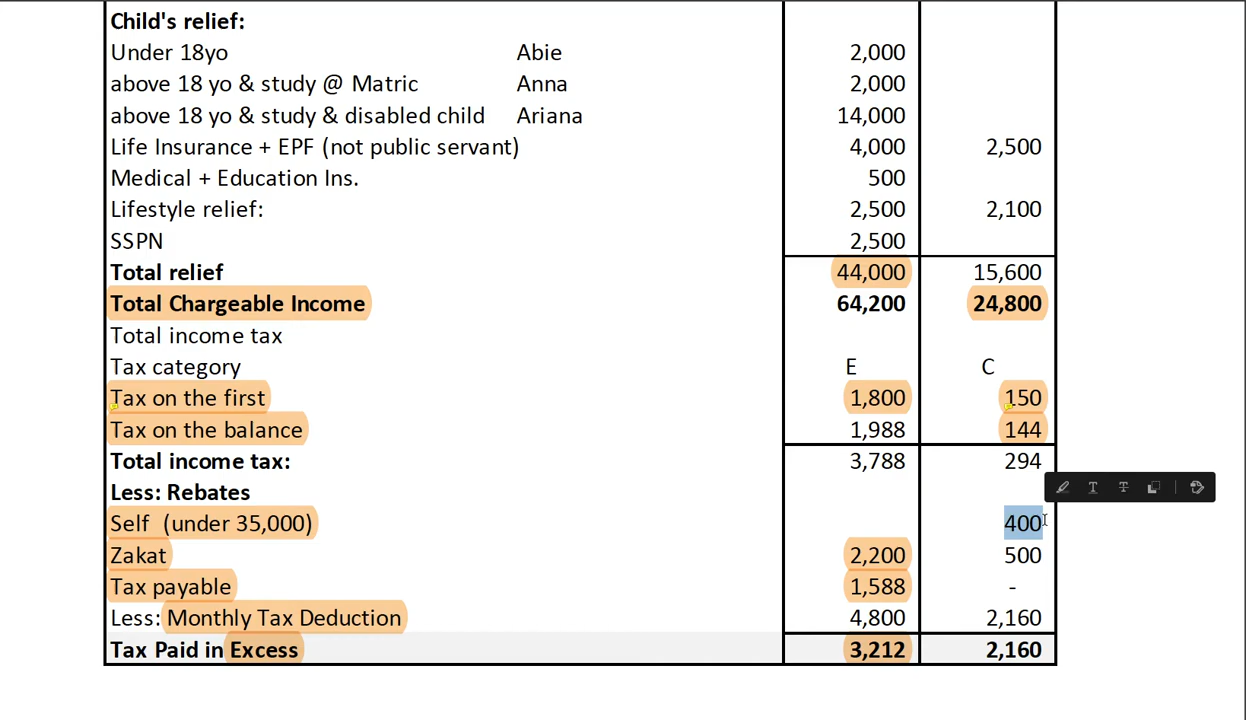 Child's relief:
Under 18yo Abie 2,000
above 18 yo & study @ Matric Anna 2,000
above 18 yo & study & disabled child Ariana 14,000
Life Insurance + EPF (not public servant) 4,000 2,500
Medical + Education Ins. 500
Lifestyle relief: 2,500 2,100
SSPN 2,500
Total relief 44,000 15,600
Total Chargeable Income 64,200 24,800
Total income tax
Tax category E C
Tax on the first 1,800 150
Tax on the balance 1,988 144
Total income tax: 3,788 294
Less: Rebates
Self (under 35,000) 400
Zakat 2,200 500
Tax payable 1,588 -
Less: Monthly Tax Deduction 4,800 2,160
Tax Paid in Excess 3,212 2,160